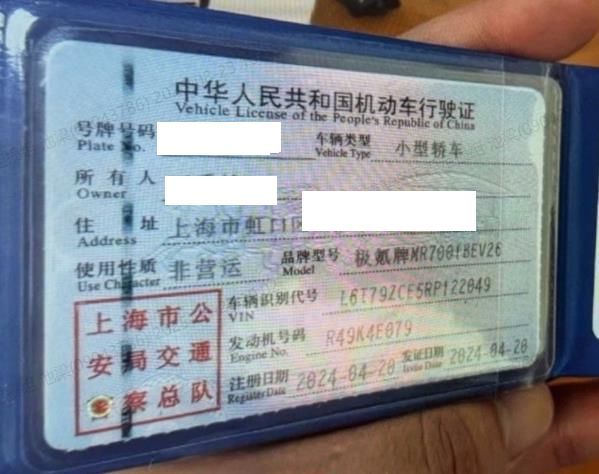 中华人民共和国机动车行驶证
Vehicle License of the People's Republic of China
号牌号码
Plate No.
车辆类型 小型轿车
Vehicle Type
所有人
Owner
住址 上海市虹口区
Address
使用性质 非营运
Use Character
品牌型号 极氪牌MR7001BEV26
Model
车辆识别代号 L6T79ZCE5RP122049
VIN
发动机号码 R49K4E079
Engine No.
注册日期 2024-04-20
Register Date
发证日期 2024-04-20
Issue Date
上海市公
安局交通
警察总队